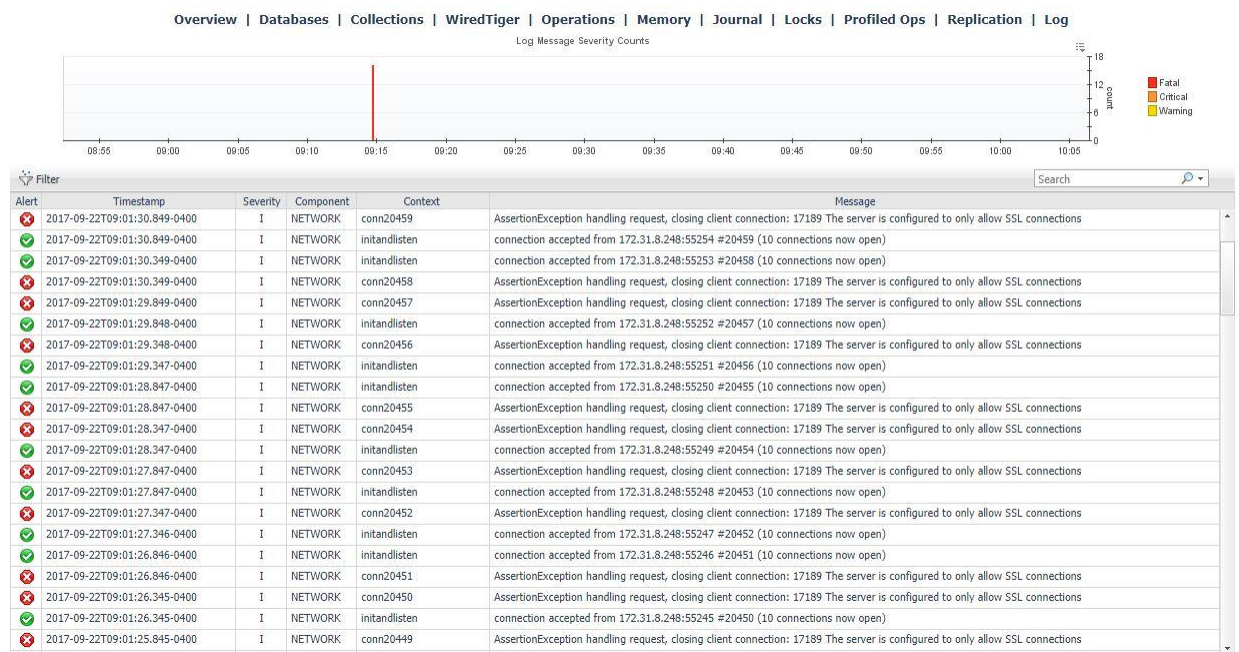 Overview | Databases | Collections | WiredTiger | Operations | Memory | Journal | Locks | Profiled Ops | Replication | Log
Log Message Severity Counts
18
12
6
0
count
Fatal
Critical
Warning
08:55 09:00 09:05 09:10 09:15 09:20 09:25 09:30 09:35 09:40 09:45 09:50 09:55 10:00 10:05
Filter Search
Alert Timestamp Severity Component Context Message
2017-09-22T09:01:30.849-0400 I NETWORK conn20459 AssertionException handling request, closing client connection: 17189 The server is configured to only allow SSL connections
2017-09-22T09:01:30.849-0400 I NETWORK initandlisten connection accepted from 172.31.8.248:55254 #20459 (10 connections now open)
2017-09-22T09:01:30.349-0400 I NETWORK initandlisten connection accepted from 172.31.8.248:55253 #20458 (10 connections now open)
2017-09-22T09:01:30.349-0400 I NETWORK conn20458 AssertionException handling request, closing client connection: 17189 The server is configured to only allow SSL connections
2017-09-22T09:01:29.849-0400 I NETWORK conn20457 AssertionException handling request, closing client connection: 17189 The server is configured to only allow SSL connections
2017-09-22T09:01:29.848-0400 I NETWORK initandlisten connection accepted from 172.31.8.248:55252 #20457 (10 connections now open)
2017-09-22T09:01:29.348-0400 I NETWORK conn20456 AssertionException handling request, closing client connection: 17189 The server is configured to only allow SSL connections
2017-09-22T09:01:29.347-0400 I NETWORK initandlisten connection accepted from 172.31.8.248:55251 #20456 (10 connections now open)
2017-09-22T09:01:28.847-0400 I NETWORK initandlisten connection accepted from 172.31.8.248:55250 #20455 (10 connections now open)
2017-09-22T09:01:28.847-0400 I NETWORK conn20455 AssertionException handling request, closing client connection: 17189 The server is configured to only allow SSL connections
2017-09-22T09:01:28.347-0400 I NETWORK conn20454 AssertionException handling request, closing client connection: 17189 The server is configured to only allow SSL connections
2017-09-22T09:01:28.347-0400 I NETWORK initandlisten connection accepted from 172.31.8.248:55249 #20454 (10 connections now open)
2017-09-22T09:01:27.847-0400 I NETWORK conn20453 AssertionException handling request, closing client connection: 17189 The server is configured to only allow SSL connections
2017-09-22T09:01:27.847-0400 I NETWORK initandlisten connection accepted from 172.31.8.248:55248 #20453 (10 connections now open)
2017-09-22T09:01:27.347-0400 I NETWORK conn20452 AssertionException handling request, closing client connection: 17189 The server is configured to only allow SSL connections
2017-09-22T09:01:27.346-0400 I NETWORK initandlisten connection accepted from 172.31.8.248:55247 #20452 (10 connections now open)
2017-09-22T09:01:26.846-0400 I NETWORK initandlisten connection accepted from 172.31.8.248:55246 #20451 (10 connections now open)
2017-09-22T09:01:26.846-0400 I NETWORK conn20451 AssertionException handling request, closing client connection: 17189 The server is configured to only allow SSL connections
2017-09-22T09:01:26.345-0400 I NETWORK conn20450 AssertionException handling request, closing client connection: 17189 The server is configured to only allow SSL connections
2017-09-22T09:01:26.345-0400 I NETWORK initandlisten connection accepted from 172.31.8.248:55245 #20450 (10 connections now open)
2017-09-22T09:01:25.845-0400 I NETWORK conn20449 AssertionException handling request, closing client connection: 17189 The server is configured to only allow SSL connections